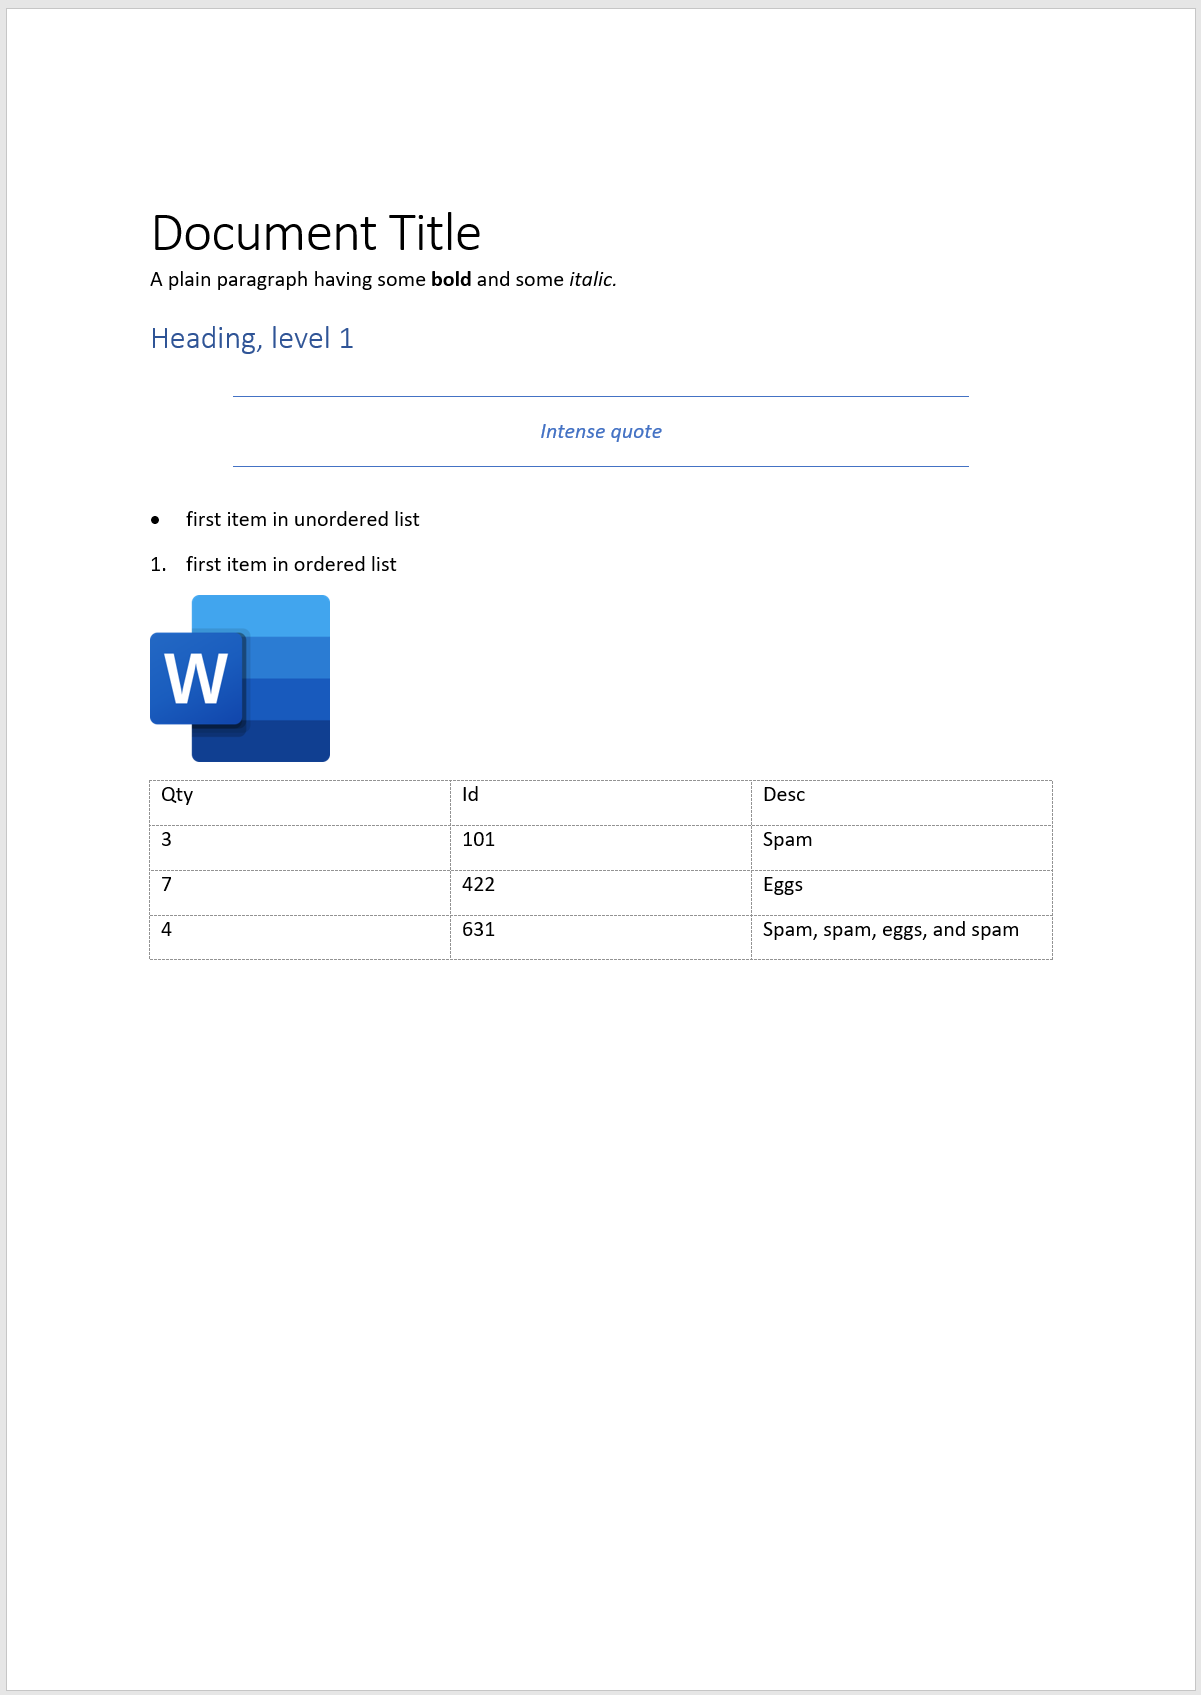 Document Title
A plain paragraph having some bold and some italic.
Heading, level 1
Intense quote
• first item in unordered list
1. first item in ordered list
W
Qty Id Desc
3 101 Spam
7 422 Eggs
4 631 Spam, spam, eggs, and spam